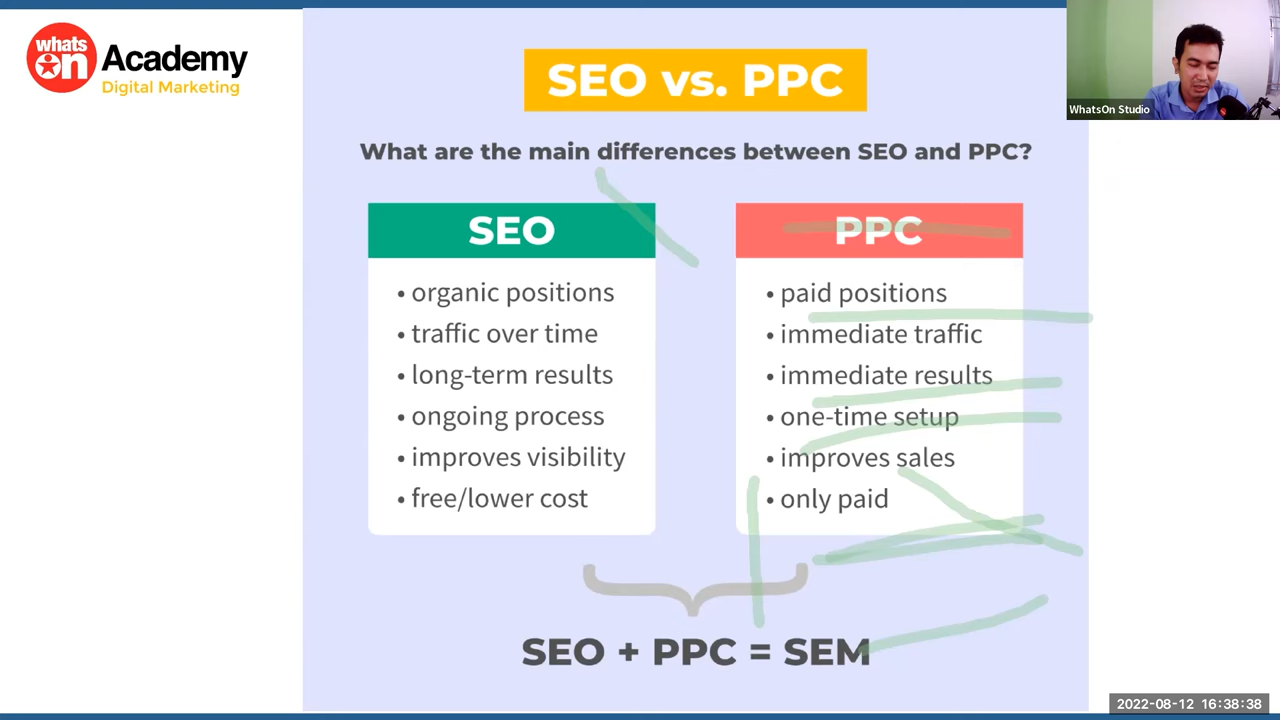 whats
on
Academy
Digital Marketing
SEO vs. PPC
WhatsOn Studio
What are the main differences between SEO and PPC?
SEO
• organic positions
• traffic over time
• long-term results
• ongoing process
• improves visibility
• free/lower cost
PPC
• paid positions
• immediate traffic
• immediate results
• one-time setup
• improves sales
• only paid
SEO + PPC = SEM
2022-08-12 16:38:38